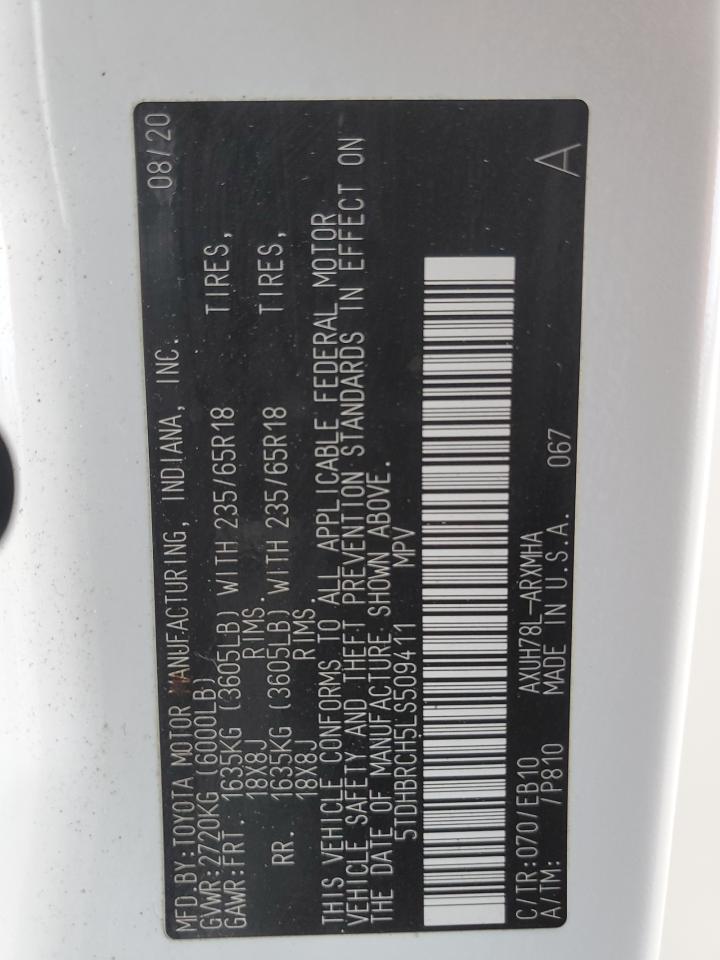 MFD.BY:TOYOTA MOTOR MANUFACTURING, INDIANA, INC. 08/20
GVWR:2720KG (6000LB)
GAWR:FRT. 1635KG (3605LB) WITH 235/65R18 TIRES,
18X8J RIMS.
RR. 1635KG (3605LB) WITH 235/65R18 TIRES,
18X8J RIMS.
THIS VEHICLE CONFORMS TO ALL APPLICABLE FEDERAL MOTOR
VEHICLE SAFETY AND THEFT PREVENTION STANDARDS IN EFFECT ON
THE DATE OF MANUFACTURE SHOWN ABOVE.
5TDHBRCH5LS509411 MPV
C/TR:070/EB10 AXUH78L-ARXMHA
A/TM: /P810 MADE IN U.S.A. 067 A